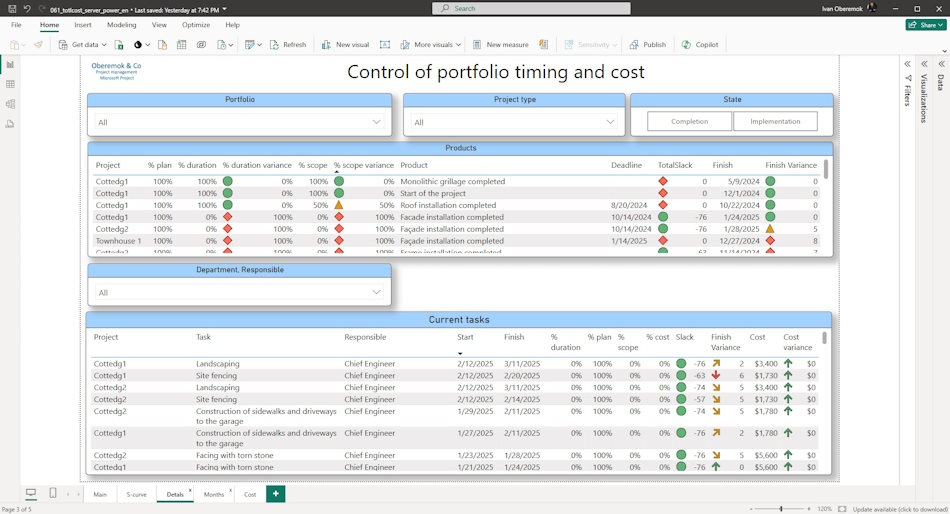 061_totlcost_server_power_en • Last saved: Yesterday at 7:42 PM
Search
Ivan Oberemok
File Home Insert Modeling View Optimize Help
Share
Get data
Refresh
New visual
More visuals
New measure
Sensitivity
Publish
Copilot
Oberemok & Co
Project management
Microsoft Project
Control of portfolio timing and cost
Portfolio
All
Project type
All
State
Completion Implementation
Products
Project % plan % duration % duration variance % scope % scope variance Product Deadline TotalSlack Finish Finish Variance
Cottedg1 100% 100% 0% 100% 0% Monolithic grillage completed 0 5/9/2024 0
Cottedg1 100% 100% 0% 100% 0% Start of the project 0 12/1/2024 0
Cottedg1 100% 100% 0% 50% 50% Roof installation completed 8/20/2024 0 10/22/2024 0
Cottedg1 100% 0% 100% 0% 100% Facade installation completed 10/14/2024 -76 1/24/2025 0
Cottedg2 100% 0% 100% 0% 100% Façade installation completed 10/14/2024 -76 1/28/2025 5
Townhouse 1 100% 0% 100% 0% 100% Façade installation completed 1/14/2025 0 12/27/2024 8
Cottedg2 100% 0% 100% 0% 100% Frame installation completed 63 11/14/2024 7
Department, Responsible
All
Current tasks
Project Task Responsible Start Finish % duration % plan % scope % cost Slack Finish Variance Cost Cost variance
Cottedg1 Landscaping Chief Engineer 2/12/2025 3/11/2025 0% 100% 0% 0% -76 2 $3,400 $0
Cottedg1 Site fencing Chief Engineer 2/12/2025 2/20/2025 0% 100% 0% 0% -63 6 $1,730 $0
Cottedg2 Landscaping Chief Engineer 2/12/2025 3/11/2025 0% 100% 0% 0% -74 5 $3,400 $0
Cottedg2 Site fencing Chief Engineer 2/12/2025 2/14/2025 0% 100% 0% 0% -57 5 $1,730 $0
Cottedg2 Construction of sidewalks and driveways to the garage Chief Engineer 1/29/2025 2/11/2025 0% 100% 0% 0% -74 5 $1,780 $0
Cottedg1 Construction of sidewalks and driveways to the garage Chief Engineer 1/27/2025 2/11/2025 0% 100% 0% 0% -76 2 $1,780 $0
Cottedg2 Facing with torn stone Chief Engineer 1/23/2025 1/28/2025 0% 100% 0% 0% -76 5 $5,600 $0
Cottedg1 Facing with torn stone Chief Engineer 1/21/2025 1/24/2025 0% 100% 0% 0% -76 0 $5,600 $0
Filters
Visualizations
Data
Main S-curve Detals Months Cost
Page 3 of 5
120%
Update available (click to download)